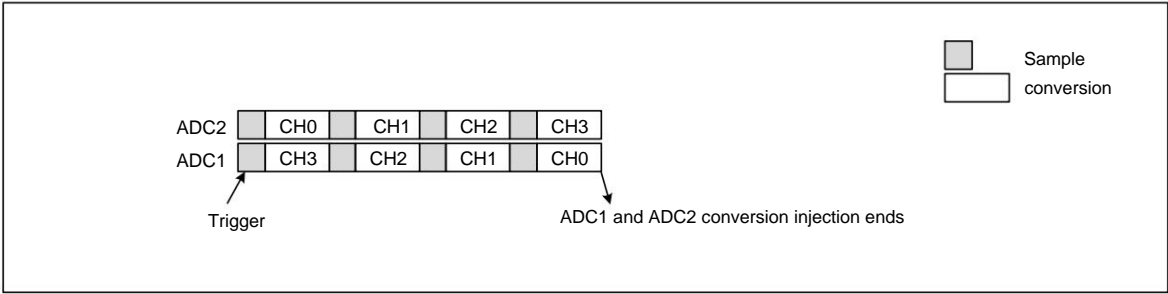 Sample
conversion
ADC2 CH0 CH1 CH2 CH3
ADC1 CH3 CH2 CH1 CH0
Trigger
ADC1 and ADC2 conversion injection ends